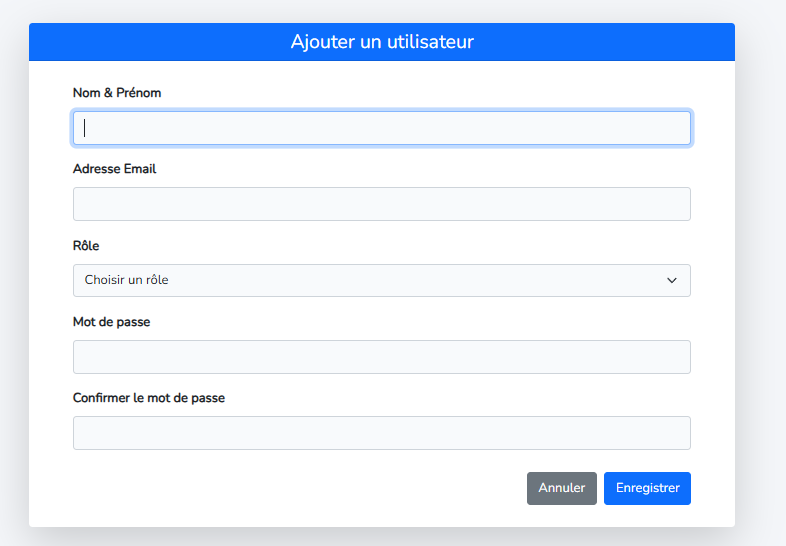 Ajouter un utilisateur
Nom & Prénom
Adresse Email
Rôle
Choisir un rôle
Mot de passe
Confirmer le mot de passe
Annuler Enregistrer